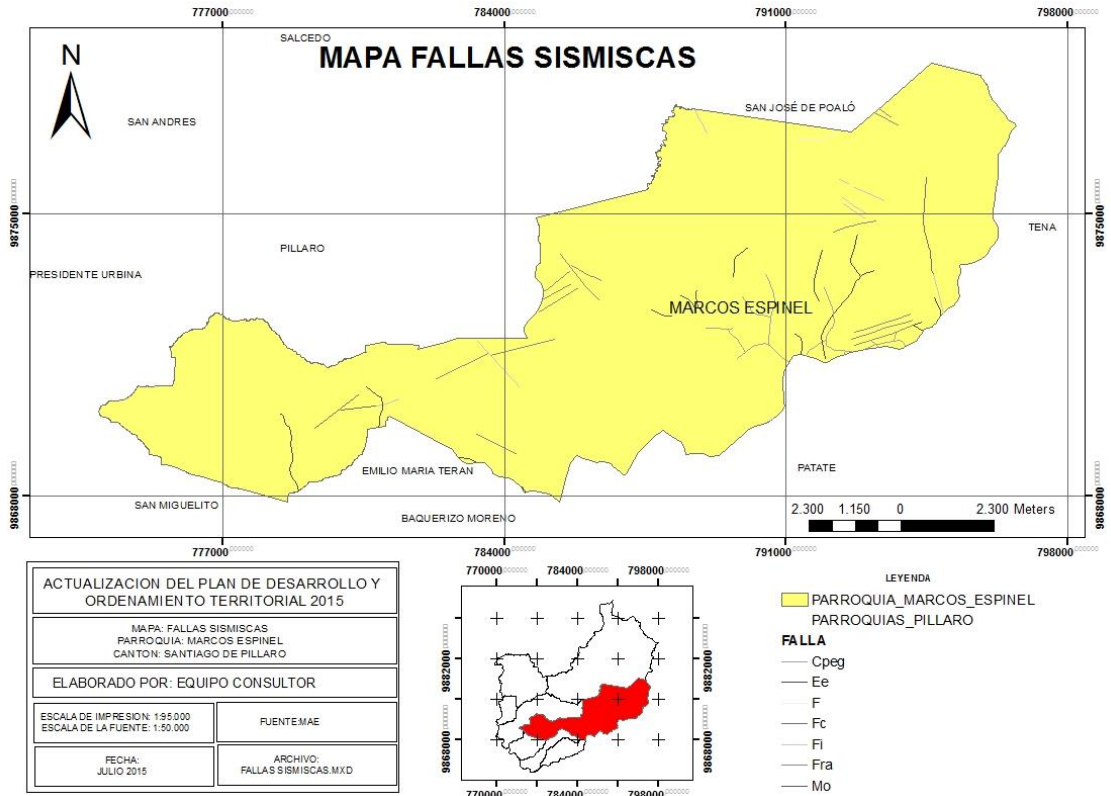 777000
784000
791000
798000
SALCEDO
MAPA FALLAS SISMISCAS
N
SAN ANDRES
SAN JOSÉ DE POALÓ
9875000
9875000
TENA
PILLARO
PRESIDENTE URBINA
MARCOS ESPINEL
EMILIO MARIA TERAN
PATATE
SAN MIGUELITO
BAQUERIZO MORENO
9868000
9868000
2.300 1.150 0 2.300 Meters
777000
784000
791000
798000
ACTUALIZACION DEL PLAN DE DESARROLLO Y
ORDENAMIENTO TERRITORIAL 2015
MAPA: FALLAS SISMISCAS
PARROQUIA: MARCOS ESPINEL
CANTON: SANTIAGO DE PILLARO
ELABORADO POR: EQUIPO CONSULTOR
ESCALA DE IMPRESION: 1:95.000
ESCALA DE LA FUENTE: 1:50.000
FUENTE:MAE
FECHA:
JULIO 2015
ARCHIVO:
FALLAS SISMISCAS.MXD
770000 784000 798000
9882000
9882000
9868000
9868000
770000 784000 798000
LEYENDA
PARROQUIA_MARCOS_ESPINEL
PARROQUIAS_PILLARO
FALLA
Cpeg
Ee
F
Fc
Fi
Fra
Mo